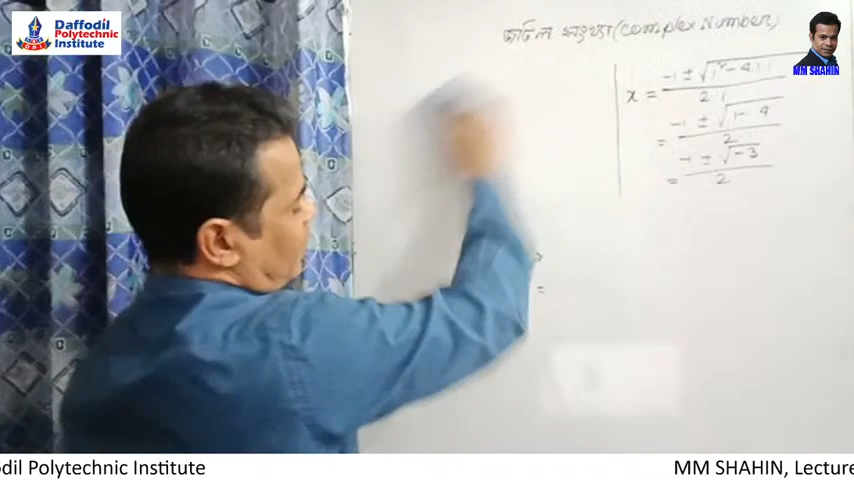 Daffodil
Polytechnic
Institute
জটিল সংখ্যা (Complex Number)
MM SHAHIN
x = -1 ± √1² - 4.1.1
2.1
= -1 ± √1 - 4
2
= -1 ± √-3
2
=
odil Polytechnic Institute
MM SHAHIN, Lecture